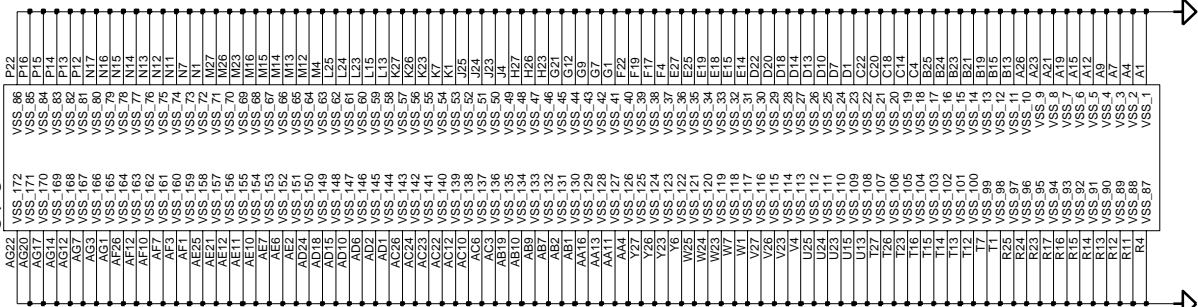 P22 P16 P15 P14 P13 P12 N17 N16 N15 N14 N13 N12 N11 N7 N1 M27 M26 M23 M16 M15 M14 M13 M12 M4 L25 L24 L23 L15 L13 K27 K26 K23 K7 K1 J25 J24 J23 J4 H27 H26 H23 G21 G12 G9 G7 G1 F22 F19 F17 F4 E27 E25 E19 E18 E15 E14 D22 D20 D18 D14 D13 D10 D7 D1 C22 C20 C14 C4 B25 B24 B23 B21 B18 B15 B13 A26 A23 A21 A19 A15 A12 A9 A7 A4 A1
VSS_86 VSS_85 VSS_84 VSS_83 VSS_82 VSS_81 VSS_80 VSS_79 VSS_78 VSS_77 VSS_76 VSS_75 VSS_74 VSS_73 VSS_72 VSS_71 VSS_70 VSS_69 VSS_68 VSS_67 VSS_66 VSS_65 VSS_64 VSS_63 VSS_62 VSS_61 VSS_60 VSS_59 VSS_58 VSS_57 VSS_56 VSS_55 VSS_54 VSS_53 VSS_52 VSS_51 VSS_50 VSS_49 VSS_48 VSS_47 VSS_46 VSS_45 VSS_44 VSS_43 VSS_42 VSS_41 VSS_40 VSS_39 VSS_38 VSS_37 VSS_36 VSS_35 VSS_34 VSS_33 VSS_32 VSS_31 VSS_30 VSS_29 VSS_28 VSS_27 VSS_26 VSS_25 VSS_24 VSS_23 VSS_22 VSS_21 VSS_20 VSS_19 VSS_18 VSS_17 VSS_16 VSS_15 VSS_14 VSS_13 VSS_12 VSS_11 VSS_10 VSS_9 VSS_8 VSS_7 VSS_6 VSS_5 VSS_4 VSS_3 VSS_2 VSS_1
VSS_172 VSS_171 VSS_170 VSS_169 VSS_168 VSS_167 VSS_166 VSS_165 VSS_164 VSS_163 VSS_162 VSS_161 VSS_160 VSS_159 VSS_158 VSS_157 VSS_156 VSS_155 VSS_154 VSS_153 VSS_152 VSS_151 VSS_150 VSS_149 VSS_148 VSS_147 VSS_146 VSS_145 VSS_144 VSS_143 VSS_142 VSS_141 VSS_140 VSS_139 VSS_138 VSS_137 VSS_136 VSS_135 VSS_134 VSS_133 VSS_132 VSS_131 VSS_130 VSS_129 VSS_128 VSS_127 VSS_126 VSS_125 VSS_124 VSS_123 VSS_122 VSS_121 VSS_120 VSS_119 VSS_118 VSS_117 VSS_116 VSS_115 VSS_114 VSS_113 VSS_112 VSS_111 VSS_110 VSS_109 VSS_108 VSS_107 VSS_106 VSS_105 VSS_104 VSS_103 VSS_102 VSS_101 VSS_100 VSS_99 VSS_98 VSS_97 VSS_96 VSS_95 VSS_94 VSS_93 VSS_92 VSS_91 VSS_90 VSS_89 VSS_88 VSS_87
AG22 AG20 AG17 AG14 AG12 AG7 AG3 AG1 AF26 AF12 AF10 AF7 AF3 AF1 AE25 AE21 AE12 AE11 AE10 AE7 AE6 AE2 AD24 AD18 AD15 AD10 AD6 AD2 AD1 AC26 AC24 AC23 AC22 AC12 AC10 AC6 AC3 AB19 AB10 AB9 AB7 AB2 AB1 AA16 AA13 AA11 AA4 Y27 Y26 Y23 Y6 W25 W24 W23 W7 W1 V27 V26 V23 V4 U25 U24 U23 U15 U13 T27 T26 T23 T16 T15 T14 T13 T12 T7 T1 R25 R24 R23 R17 R16 R15 R14 R13 R12 R11 R4